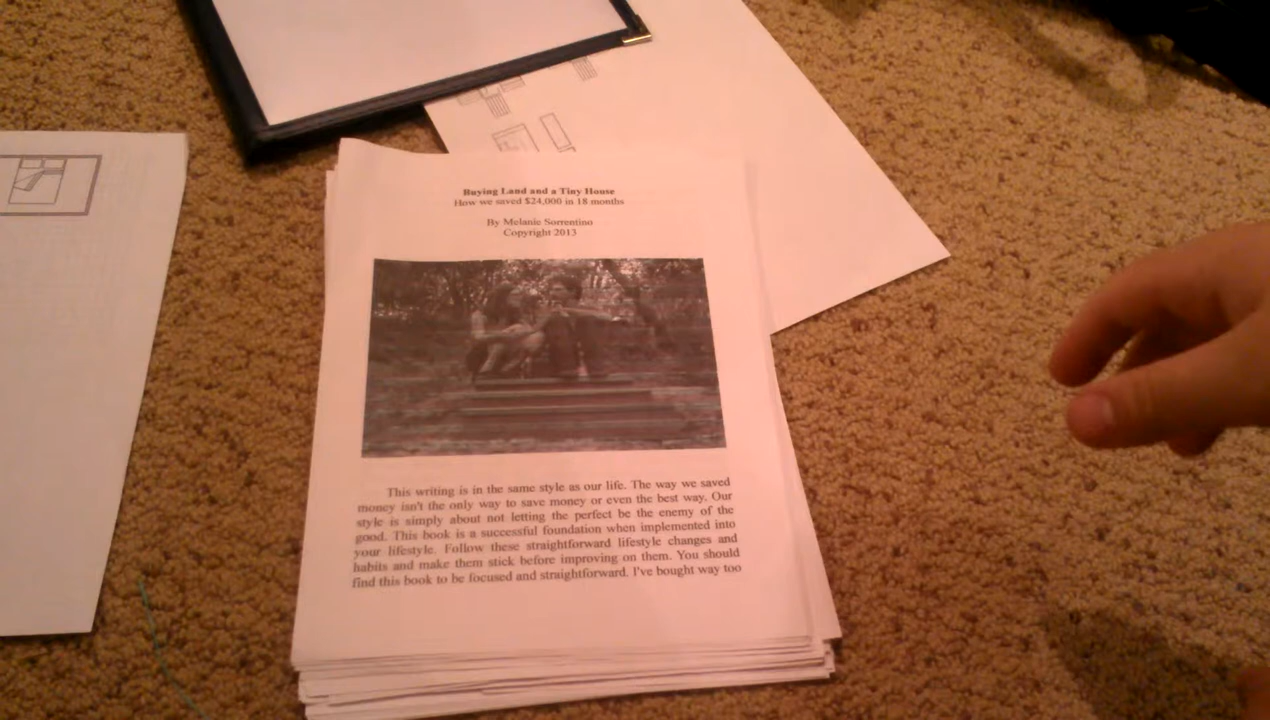 Buying Land and a Tiny House
How we saved $24,000 in 18 months
By Melanie Sorrentino
Copyright 2013
This writing is in the same style as our life. The way we saved
money isn't the only way to save money or even the best way. Our
style is simply about not letting the perfect be the enemy of the
good. This book is a successful foundation when implemented into
your lifestyle. Follow these straightforward lifestyle changes and
habits and make them stick before improving on them. You should
find this book to be focused and straightforward. I've bought way too